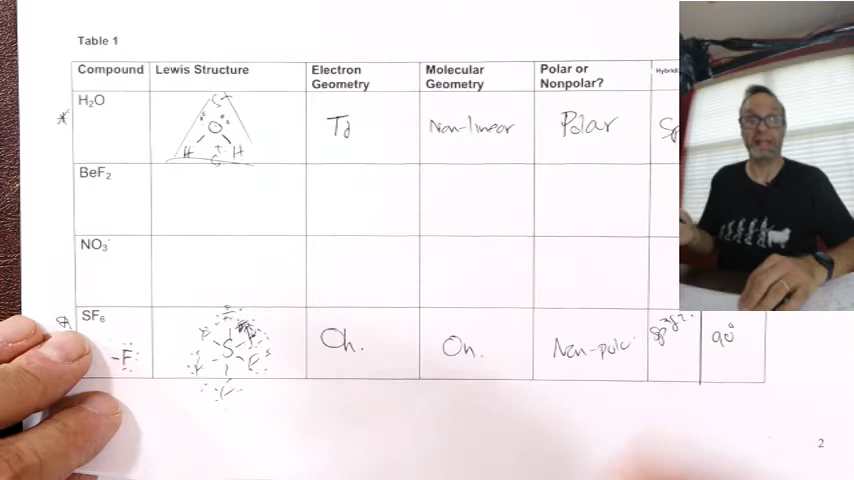 Table 1
Compound Lewis Structure Electron Geometry Molecular Geometry Polar or Nonpolar?
H₂O O H H Td Non-linear Polar
BeF₂
NO₃⁻
SF₆ S Oh. Oh. Non-polar sp³d². 90°
-F
2